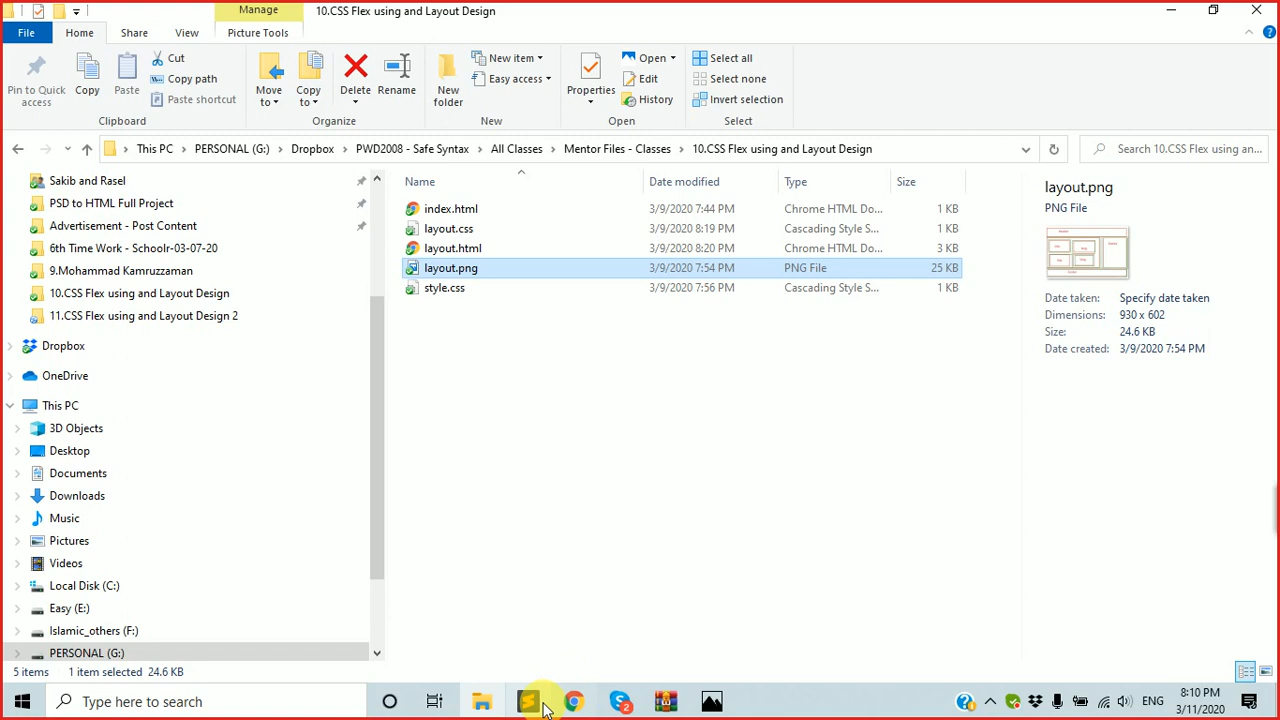 Manage
10.CSS Flex using and Layout Design
File
Home
Share
View
Picture Tools
Pin to Quick access
Copy
Paste
Cut
Copy path
Paste shortcut
Clipboard
Move to
Copy to
Delete
Rename
Organize
New folder
New item
Easy access
New
Properties
Open
Edit
History
Open
Select all
Select none
Invert selection
Select
This PC
PERSONAL (G:)
Dropbox
PWD2008 - Safe Syntax
All Classes
Mentor Files - Classes
10.CSS Flex using and Layout Design
Search 10.CSS Flex using an...
Sakib and Rasel
PSD to HTML Full Project
Advertisement - Post Content
6th Time Work - Schoolr-03-07-20
9.Mohammad Kamruzzaman
10.CSS Flex using and Layout Design
11.CSS Flex using and Layout Design 2
Dropbox
OneDrive
This PC
3D Objects
Desktop
Documents
Downloads
Music
Pictures
Videos
Local Disk (C:)
Easy (E:)
Islamic_others (F:)
PERSONAL (G:)
Name Date modified Type Size
index.html 3/9/2020 7:44 PM Chrome HTML Do... 1 KB
layout.css 3/9/2020 8:19 PM Cascading Style S... 1 KB
layout.html 3/9/2020 8:20 PM Chrome HTML Do... 3 KB
layout.png 3/9/2020 7:54 PM PNG File 25 KB
style.css 3/9/2020 7:56 PM Cascading Style S... 1 KB
layout.png
PNG File
Date taken: Specify date taken
Dimensions: 930 x 602
Size: 24.6 KB
Date created: 3/9/2020 7:54 PM
5 items 1 item selected 24.6 KB
Type here to search
2
ENG
8:10 PM
3/11/2020